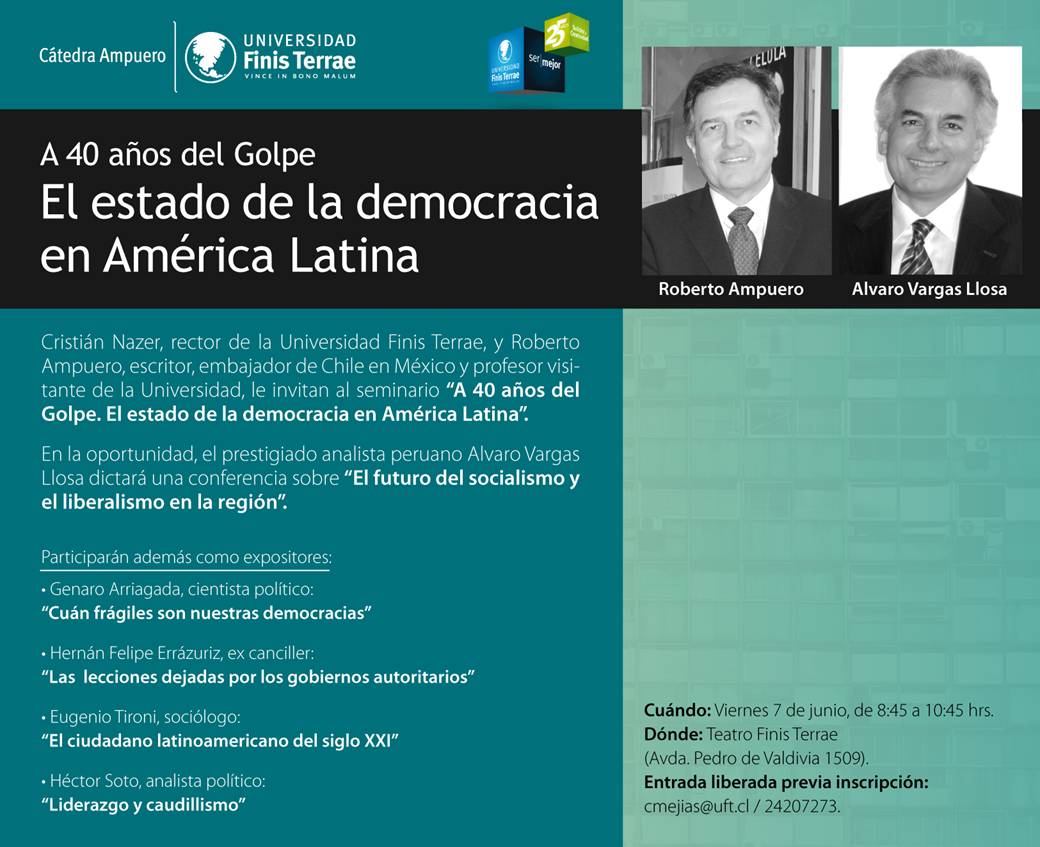 Cátedra Ampuero
UNIVERSIDAD
Finis Terrae
VINCE IN BONO MALUM
UNIVERSIDAD
Finis Terrae
ser mejor
25
CÉLULA
A 40 años del Golpe
El estado de la democracia
en América Latina
Roberto Ampuero
Alvaro Vargas Llosa
Cristián Nazer, rector de la Universidad Finis Terrae, y Roberto
Ampuero, escritor, embajador de Chile en México y profesor visi-
tante de la Universidad, le invitan al seminario “A 40 años del
Golpe. El estado de la democracia en América Latina”.
En la oportunidad, el prestigiado analista peruano Alvaro Vargas
Llosa dictará una conferencia sobre “El futuro del socialismo y
el liberalismo en la región”.
Participarán además como expositores:
• Genaro Arriagada, cientista político:
“Cuán frágiles son nuestras democracias”
• Hernán Felipe Errázuriz, ex canciller:
“Las  lecciones dejadas por los gobiernos autoritarios”
• Eugenio Tironi, sociólogo:
“El ciudadano latinoamericano del siglo XXI”
• Héctor Soto, analista político:
“Liderazgo y caudillismo”
Cuándo: Viernes 7 de junio, de 8:45 a 10:45 hrs.
Dónde: Teatro Finis Terrae
(Avda. Pedro de Valdivia 1509).
Entrada liberada previa inscripción:
cmejias@uft.cl / 24207273.